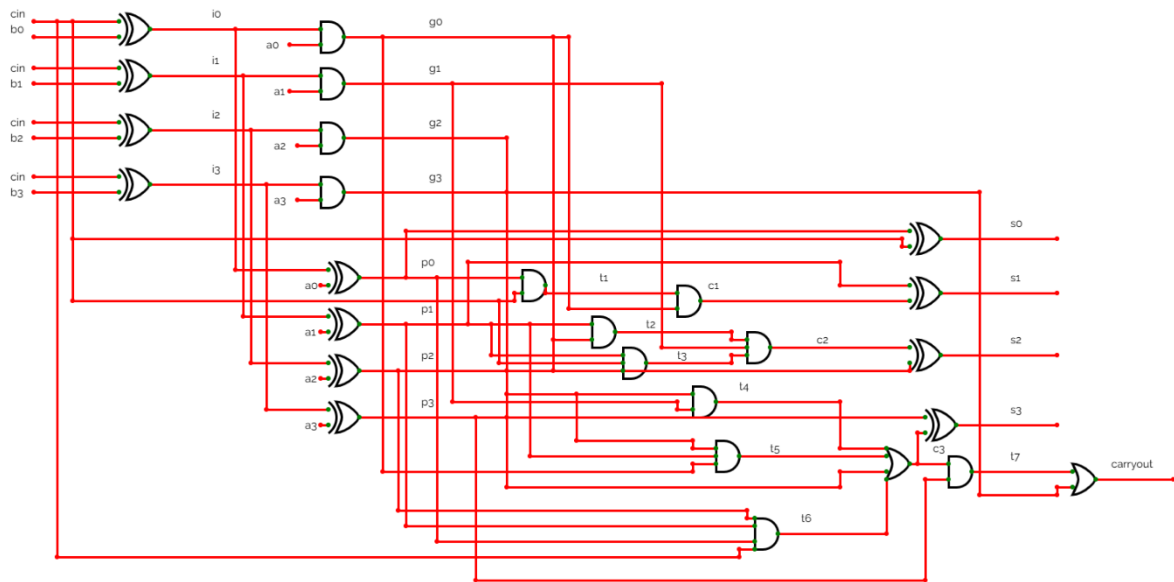 cin
b0
i0
a0
g0
cin
b1
i1
a1
g1
cin
b2
i2
a2
g2
cin
b3
i3
a3
g3
s0
a0
p0
t1
c1
s1
a1
p1
t2
t3
c2
s2
a2
p2
t4
a3
p3
s3
t5
c3
t7
carryout
t6